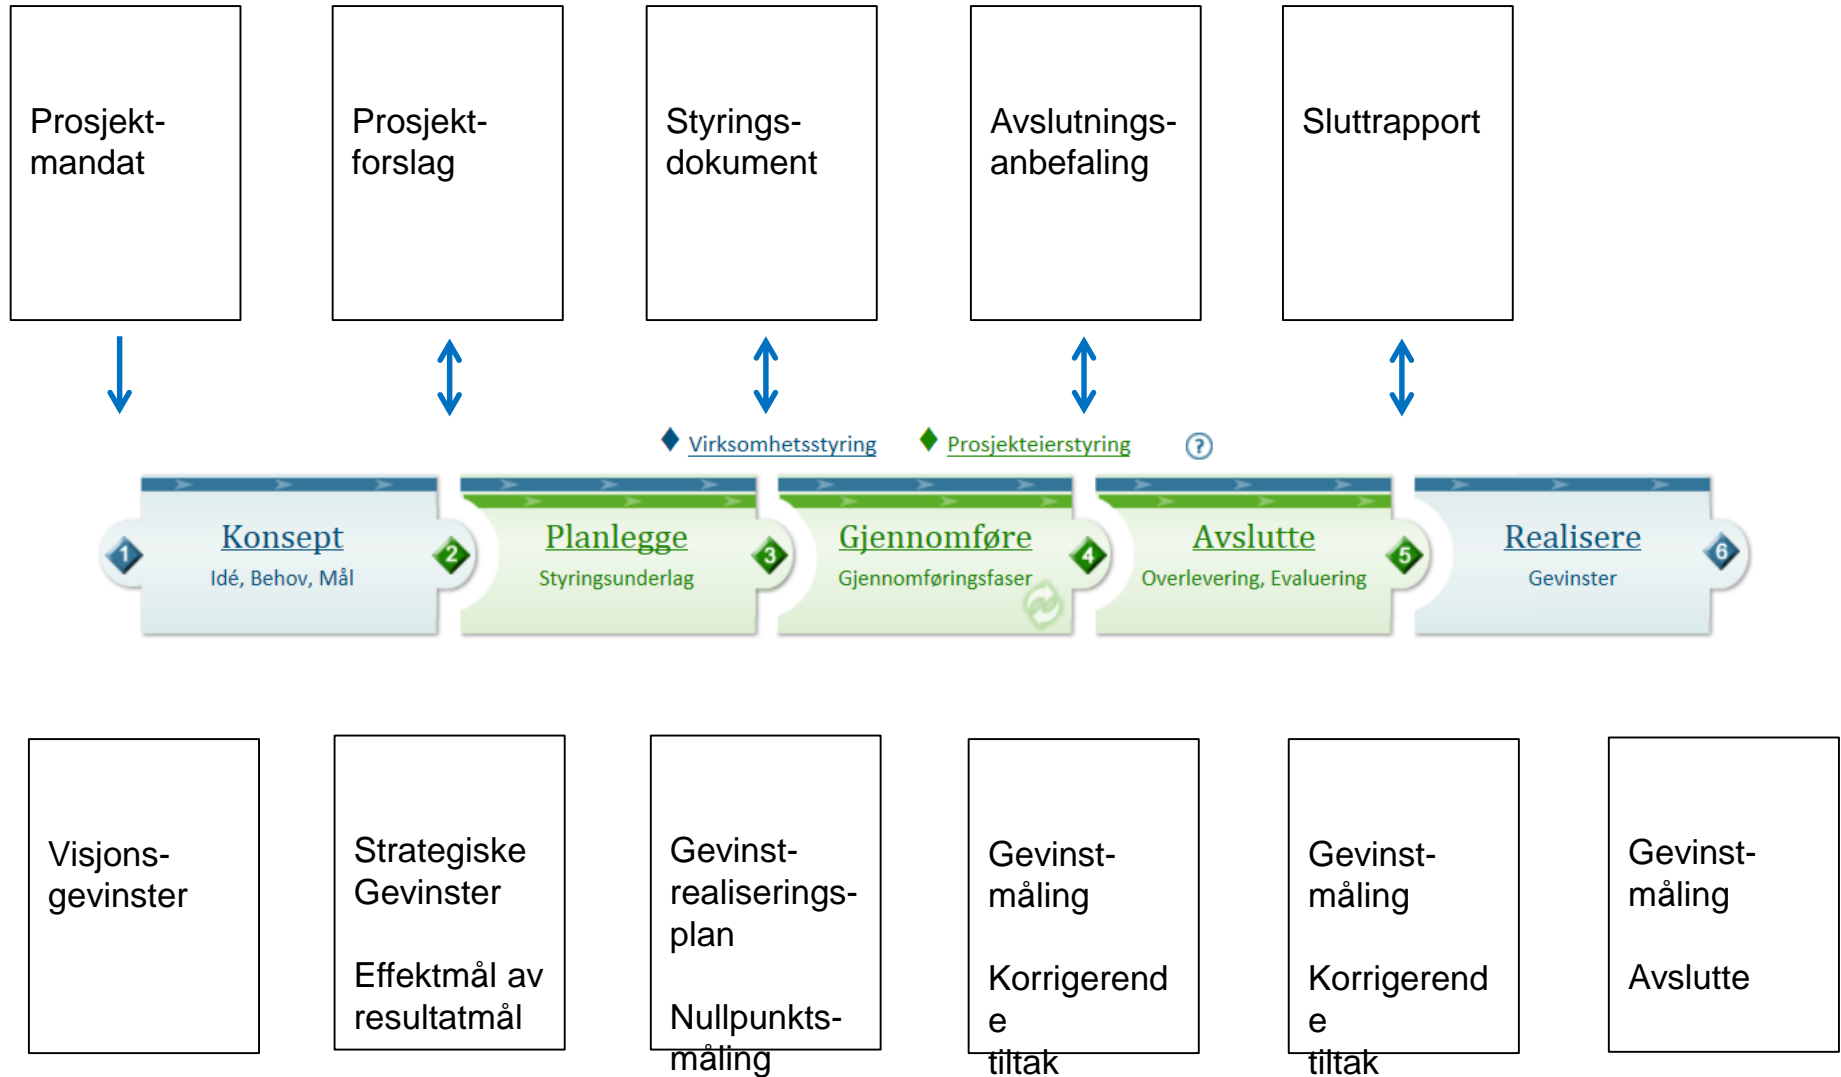 Prosjekt-
mandat
Prosjekt-
forslag
Styrings-
dokument
Avslutnings-
anbefaling
Sluttrapport
Virksomhetsstyring
Prosjekteierstyring
?
1
Konsept
Idé, Behov, Mål
2
Planlegge
Styringsunderlag
3
Gjennomføre
Gjennomføringsfaser
4
Avslutte
Overlevering, Evaluering
5
Realisere
Gevinster
6
Visjons-
gevinster
Strategiske
Gevinster
Effektmål av
resultatmål
Gevinst-
realiserings-
plan
Nullpunkts-
måling
Gevinst-
måling
Korrigerend
e
tiltak
Gevinst-
måling
Korrigerend
e
tiltak
Gevinst-
måling
Avslutte